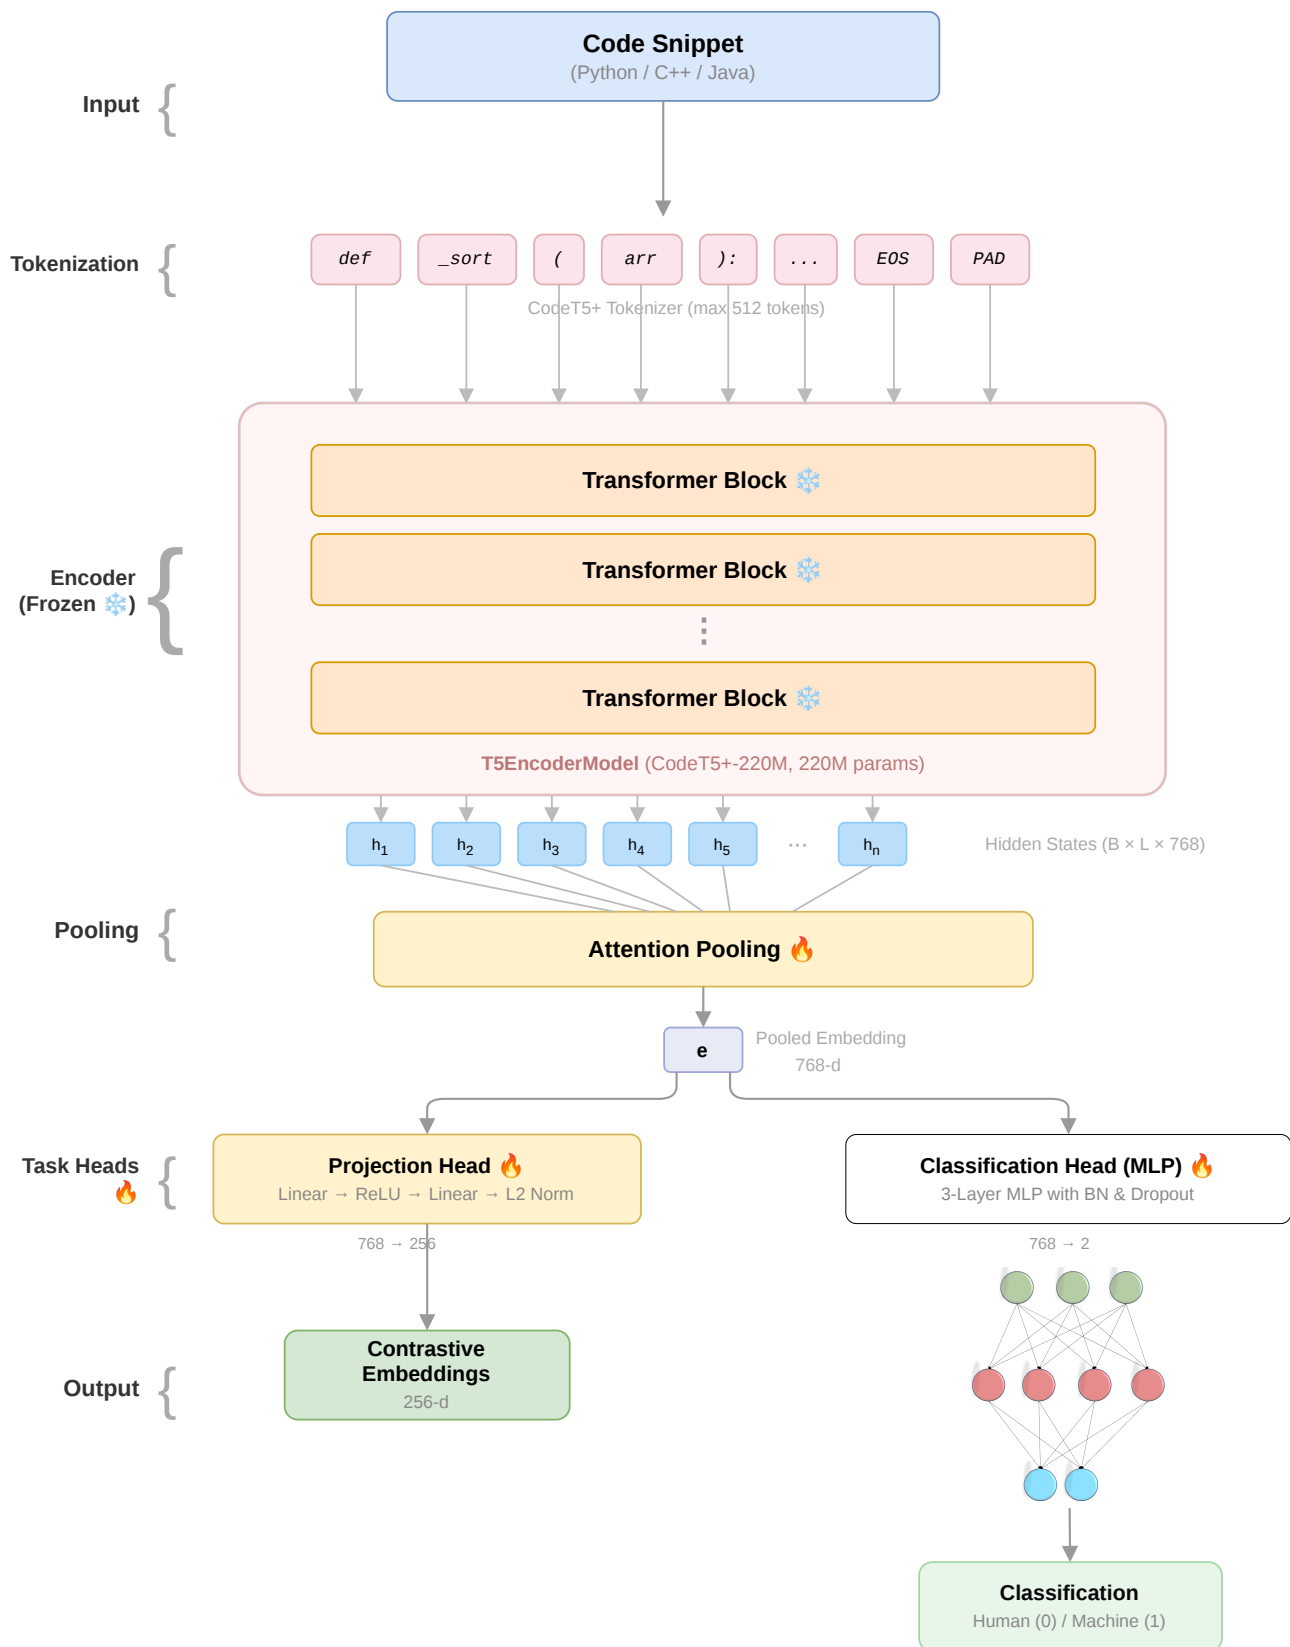 Code Snippet
(Python / C++ / Java)
Input {
Tokenization {
def _sort ( arr ): ... EOS PAD
CodeT5+ Tokenizer (max 512 tokens)
Transformer Block ❄️
Transformer Block ❄️
⋮
Encoder
(Frozen ❄️) {
Transformer Block ❄️
T5EncoderModel (CodeT5+-220M, 220M params)
h1 h2 h3 h4 h5 ... hn
Hidden States (B × L × 768)
Pooling {
Attention Pooling 🔥
e
Pooled Embedding
768-d
Task Heads
🔥 {
Projection Head 🔥
Linear → ReLU → Linear → L2 Norm
768 → 256
Classification Head (MLP) 🔥
3-Layer MLP with BN & Dropout
768 → 2
Output {
Contrastive
Embeddings
256-d
Classification
Human (0) / Machine (1)